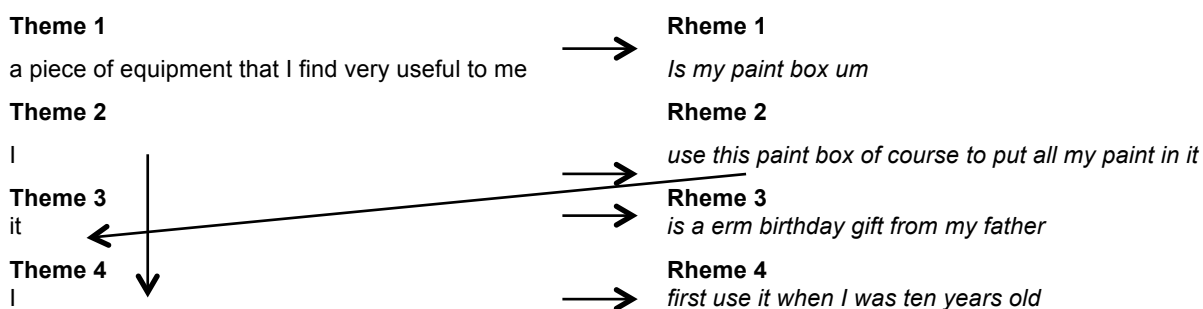 Theme 1 Rheme 1
a piece of equipment that I find very useful to me Is my paint box um
Theme 2 Rheme 2
I use this paint box of course to put all my paint in it
Theme 3 Rheme 3
it is a erm birthday gift from my father
Theme 4 Rheme 4
I first use it when I was ten years old